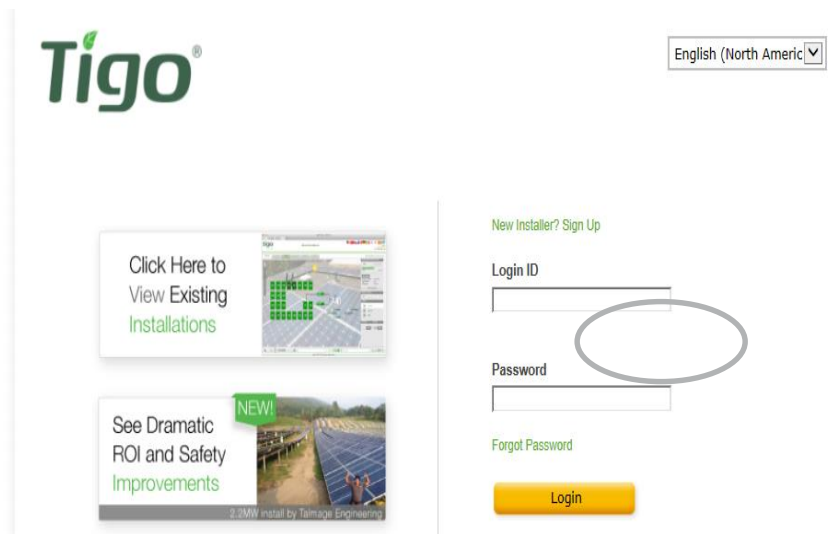 Tigo®
English (North Americ
Click Here to
View Existing
Installations
NEW!
See Dramatic
ROI and Safety
Improvements
2.2MW install by Talmage Engineering
New Installer? Sign Up
Login ID
Password
Forgot Password
Login